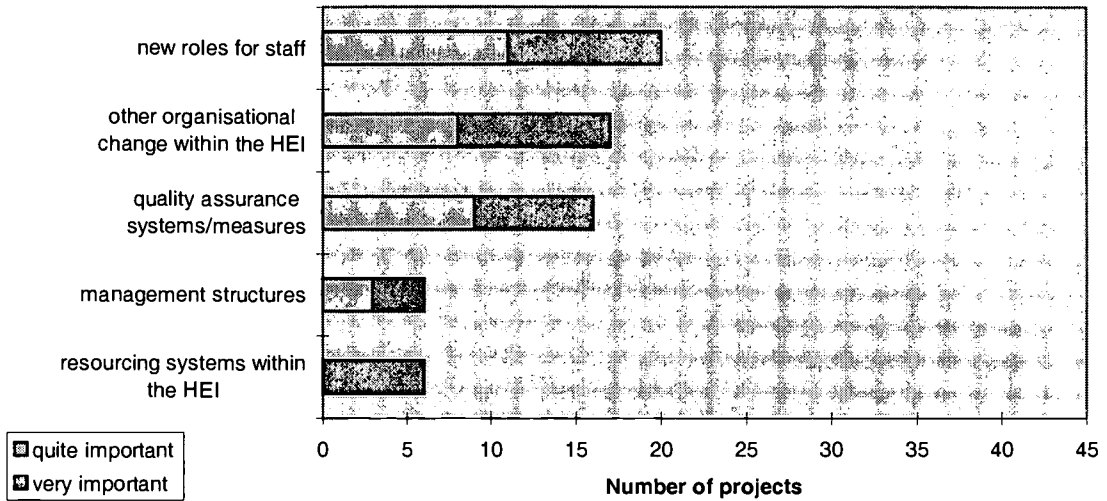 new roles for staff
other organisational
change within the HEI
quality assurance
systems/measures
management structures
resourcing systems within
the HEI
0 5 10 15 20 25 30 35 40 45
quite important
very important
Number of projects